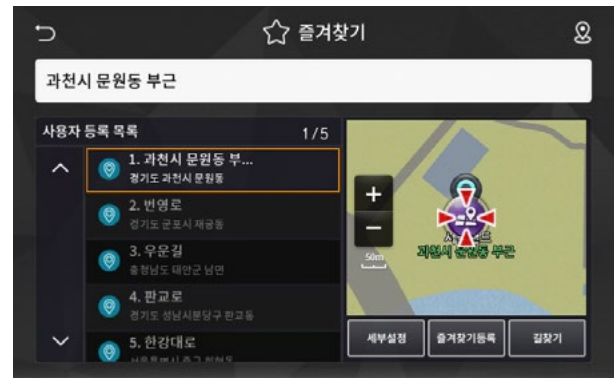 즐겨찾기
과천시 문원동 부근
사용자 등록 목록
1/5
1. 과천시 문원동 부...
경기도 과천시 문원동
2. 번영로
경기도 군포시 재궁동
3. 우운길
충청남도 태안군 남면
4. 판교로
경기도 성남시분당구 판교동
5. 한강대로
+
-
50m
과천시 문원동 부근
세부설정
즐겨찾기등록
길찾기